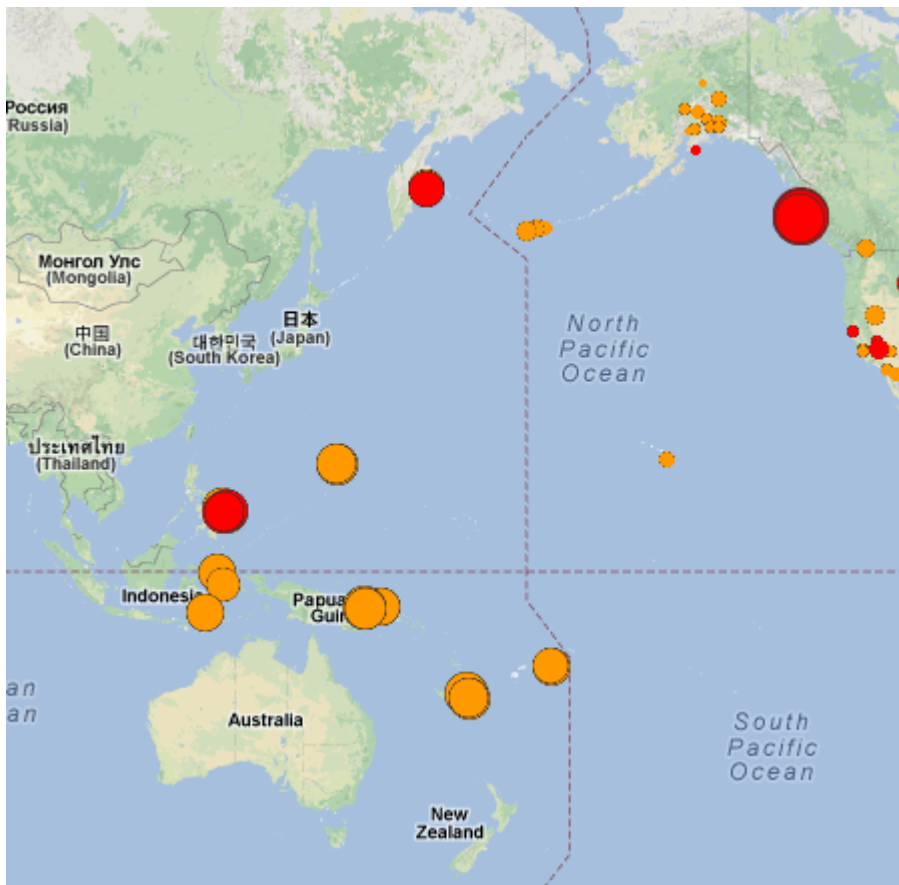 Россия
(Russia)
Монгол Улс
(Mongolia)
中国
(China)
대한민국
(South Korea)
日本
(Japan)
North
Pacific
Ocean
ประเทศไทย
(Thailand)
Indonesia
Papua
Guin
an
an
Australia
South
Pacific
Ocean
New
Zealand